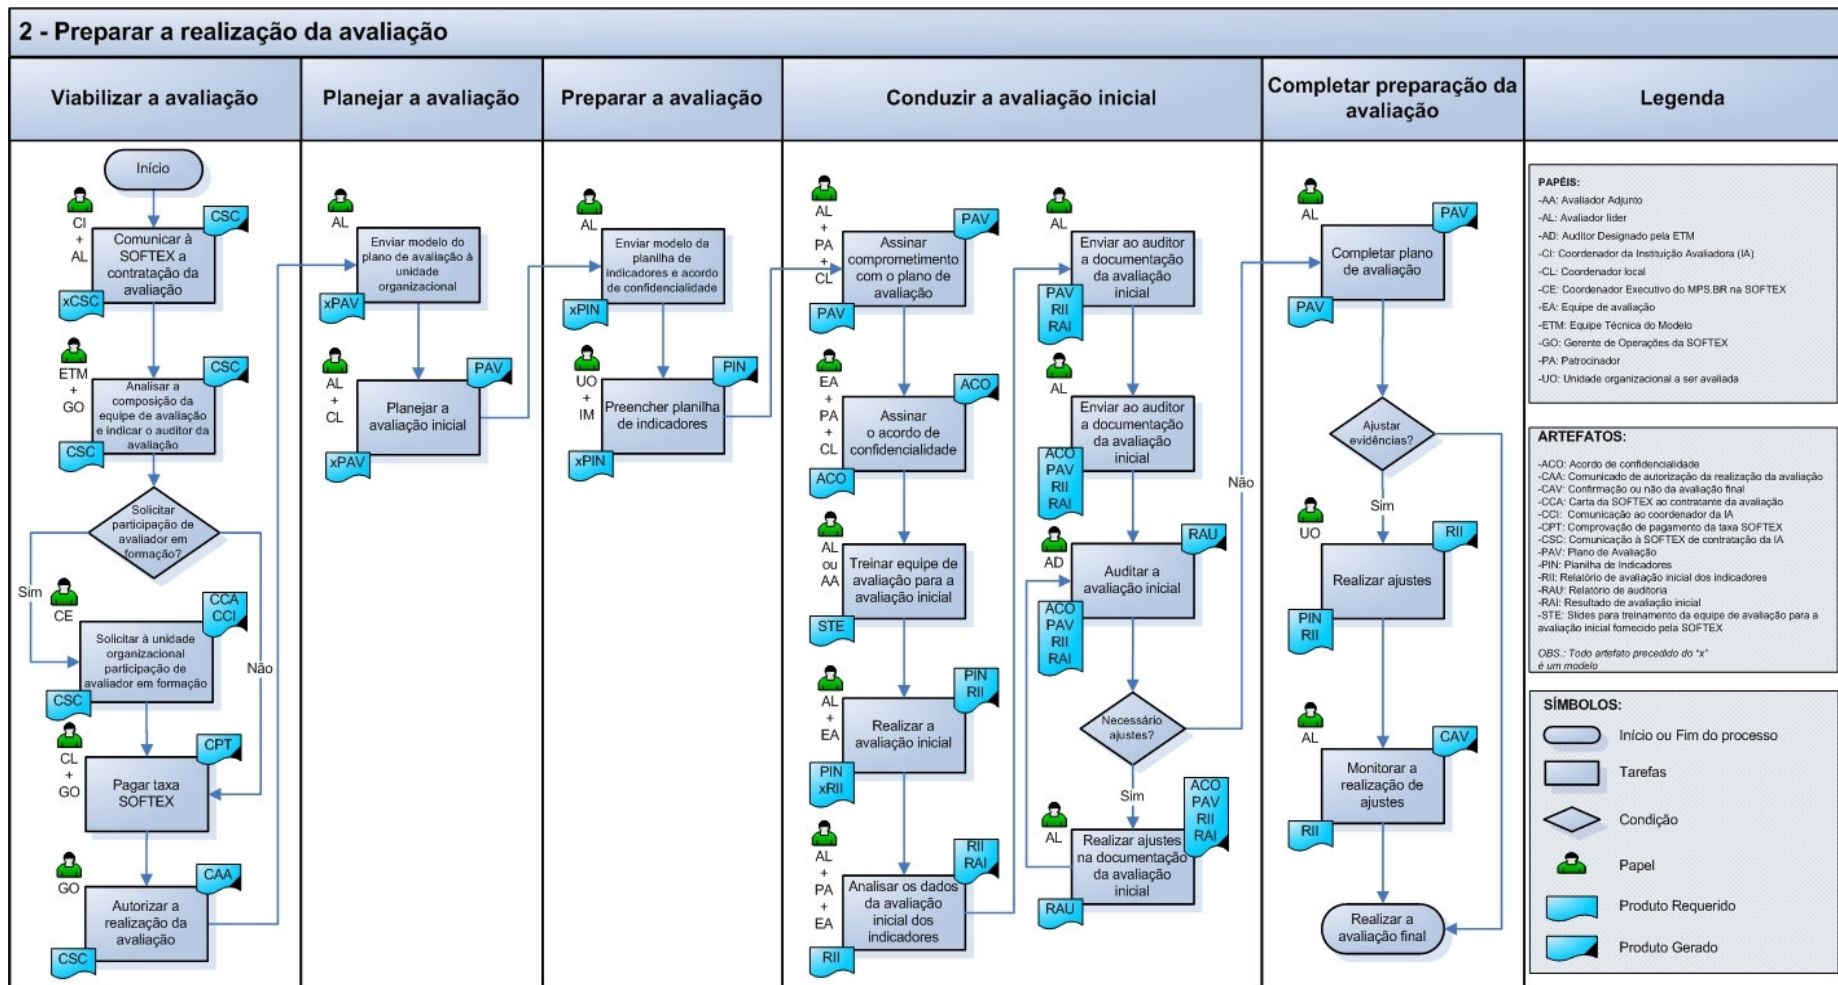 2 - Preparar a realização da avaliação
Viabilizar a avaliação
Planejar a avaliação
Preparar a avaliação
Conduzir a avaliação inicial
Completar preparação da
avaliação
Legenda
Início
CI
+
AL
CSC
Comunicar à
SOFTEX a
contratação da
avaliação
xCSC
ETM
+
GO
CSC
Analisar a
composição da
equipe de avaliação
e indicar o auditor da
avaliação
CSC
Solicitar
participação de
avaliador em
formação?
Sim
Não
CE
CCA
CCI
Solicitar à unidade
organizacional
participação de
avaliador em formação
CSC
CL
+
GO
CPT
Pagar taxa
SOFTEX
GO
CAA
Autorizar a
realização da
avaliação
CSC
AL
Enviar modelo do
plano de avaliação à
unidade
organizacional
xPAV
AL
+
CL
PAV
Planejar a
avaliação inicial
xPAV
AL
Enviar modelo da
planilha de
indicadores e acordo
de confidencialidade
xPIN
UO
+
IM
PIN
Preencher planilha
de indicadores
xPIN
AL
+
PA
+
CL
PAV
Assinar
comprometimento
com o plano de
avaliação
PAV
EA
+
PA
+
CL
ACO
Assinar
o acordo de
confidencialidade
ACO
AL
ou
AA
Treinar equipe de
avaliação para a
avaliação inicial
STE
AL
+
EA
PIN
RII
Realizar a
avaliação inicial
PIN
xRII
AL
+
PA
+
EA
RII
RAI
Analisar os dados
da avaliação
inicial dos
indicadores
RII
AL
Enviar ao auditor
a documentação
da avaliação
inicial
PAV
RII
RAI
AL
Enviar ao auditor
a documentação
da avaliação
inicial
ACO
PAV
RII
RAI
AD
RAU
Auditar a
avaliação inicial
ACO
PAV
RII
RAI
Necessário
ajustes?
Não
Sim
AL
ACO
PAV
RII
RAI
Realizar ajustes
na documentação
da avaliação
inicial
RAU
AL
PAV
Completar plano
de avaliação
PAV
Ajustar
evidências?
Sim
UO
RII
Realizar ajustes
PIN
RII
AL
CAV
Monitorar a
realização de
ajustes
RII
Realizar a
avaliação final
PAPÉIS:
-AA: Avaliador Adjunto
-AL: Avaliador líder
-AD: Auditor Designado pela ETM
-CI: Coordenador da Instituição Avaliadora (IA)
-CL: Coordenador local
-CE: Coordenador Executivo do MPS.BR na SOFTEX
-EA: Equipe de avaliação
-ETM: Equipe Técnica do Modelo
-GO: Gerente de Operações da SOFTEX
-PA: Patrocinador
-UO: Unidade organizacional a ser avaliada
ARTEFATOS:
-ACO: Acordo de confidencialidade
-CAA: Comunicado de autorização da realização da avaliação
-CAV: Confirmação ou não da avaliação final
-CCA: Carta da SOFTEX ao contratante da avaliação
-CCI: Comunicação ao coordenador da IA
-CPT: Comprovação de pagamento da taxa SOFTEX
-CSC: Comunicação à SOFTEX de contratação da IA
-PAV: Plano de Avaliação
-PIN: Planilha de Indicadores
-RII: Relatório de avaliação inicial dos indicadores
-RAU: Relatório de auditoria
-RAI: Resultado de avaliação inicial
-STE: Slides para treinamento da equipe de avaliação para a
avaliação inicial fornecido pela SOFTEX
OBS.: Todo artefato precedido do "x"
é um modelo
SÍMBOLOS:
Início ou Fim do processo
Tarefas
Condição
Papel
Produto Requerido
Produto Gerado